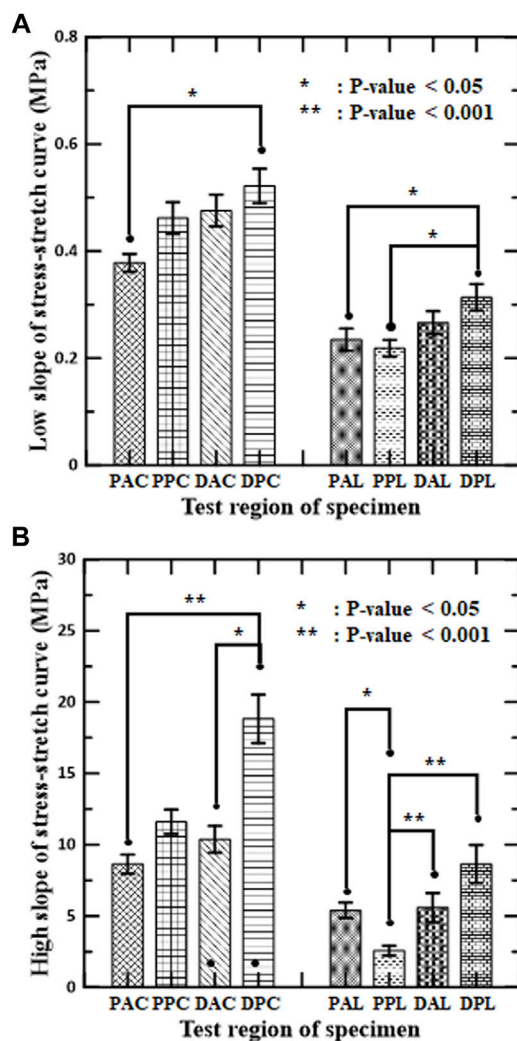 A
Low slope of stress-stretch curve (MPa)
0.8
0.6
0.4
0.2
0
* : P-value < 0.05
** : P-value < 0.001
*
*
*
PAC PPC DAC DPC PAL PPL DAL DPL
Test region of specimen
B
High slope of stress-stretch curve (MPa)
30
25
20
15
10
5
0
* : P-value < 0.05
** : P-value < 0.001
**
*
*
**
**
PAC PPC DAC DPC PAL PPL DAL DPL
Test region of specimen